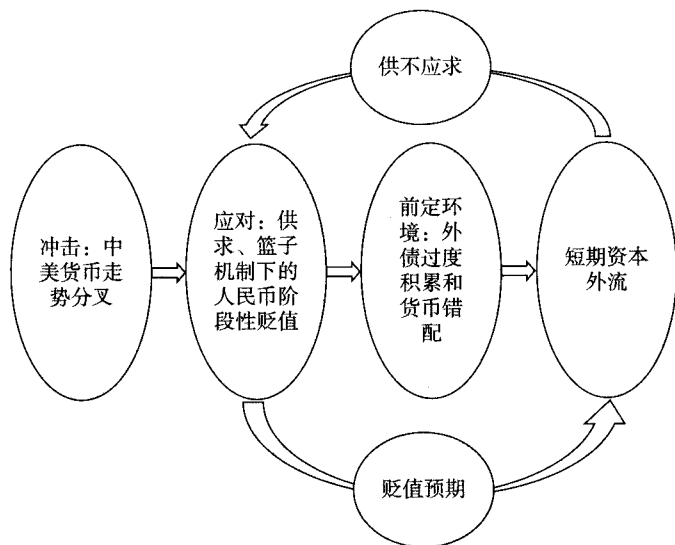 供不应求
冲击：中
美货币走
势分叉
应对：供
求、篮子
机制下的
人民币阶
段性贬值
前定环
境：外
债过度
积累和
货币错
配
短期资本
外流
贬值预期